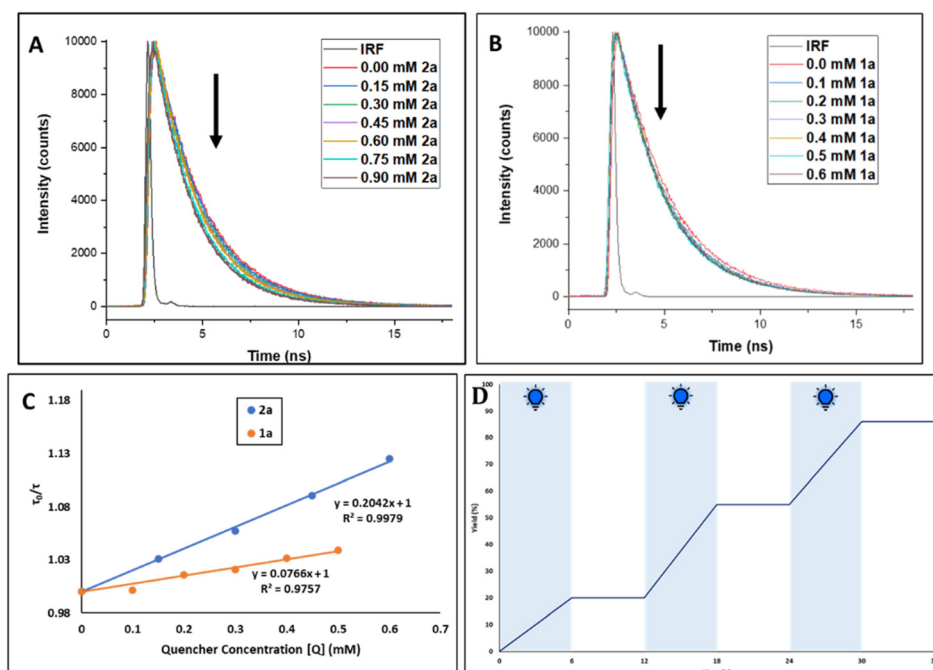 A
10000
8000
6000
4000
2000
0
Intensity (counts)
0
5
10
15
Time (ns)
IRF
0.00 mM 2a
0.15 mM 2a
0.30 mM 2a
0.45 mM 2a
0.60 mM 2a
0.75 mM 2a
0.90 mM 2a
B
10000
8000
6000
4000
2000
0
Intensity (counts)
0
5
10
15
Time (ns)
IRF
0.0 mM 1a
0.1 mM 1a
0.2 mM 1a
0.3 mM 1a
0.4 mM 1a
0.5 mM 1a
0.6 mM 1a
C
1.18
1.13
1.08
1.03
0.98
τ₀/τ
2a
1a
y = 0.2042x + 1
R² = 0.9979
y = 0.0766x + 1
R² = 0.9757
0
0.1
0.2
0.3
0.4
0.5
0.6
0.7
Quencher Concentration [Q] (mM)
D
100
90
80
70
60
50
40
30
20
10
0
Yield (%)
0
6
12
18
24
30